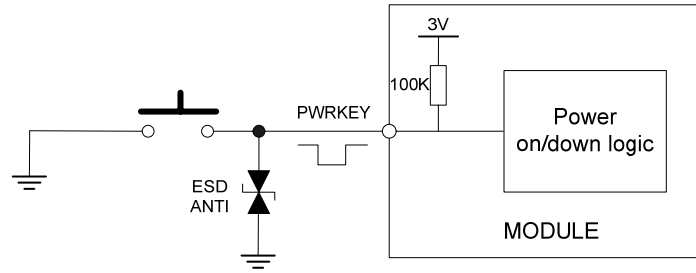 3V
100K
PWRKEY
Power
on/down logic
ESD
ANTI
MODULE